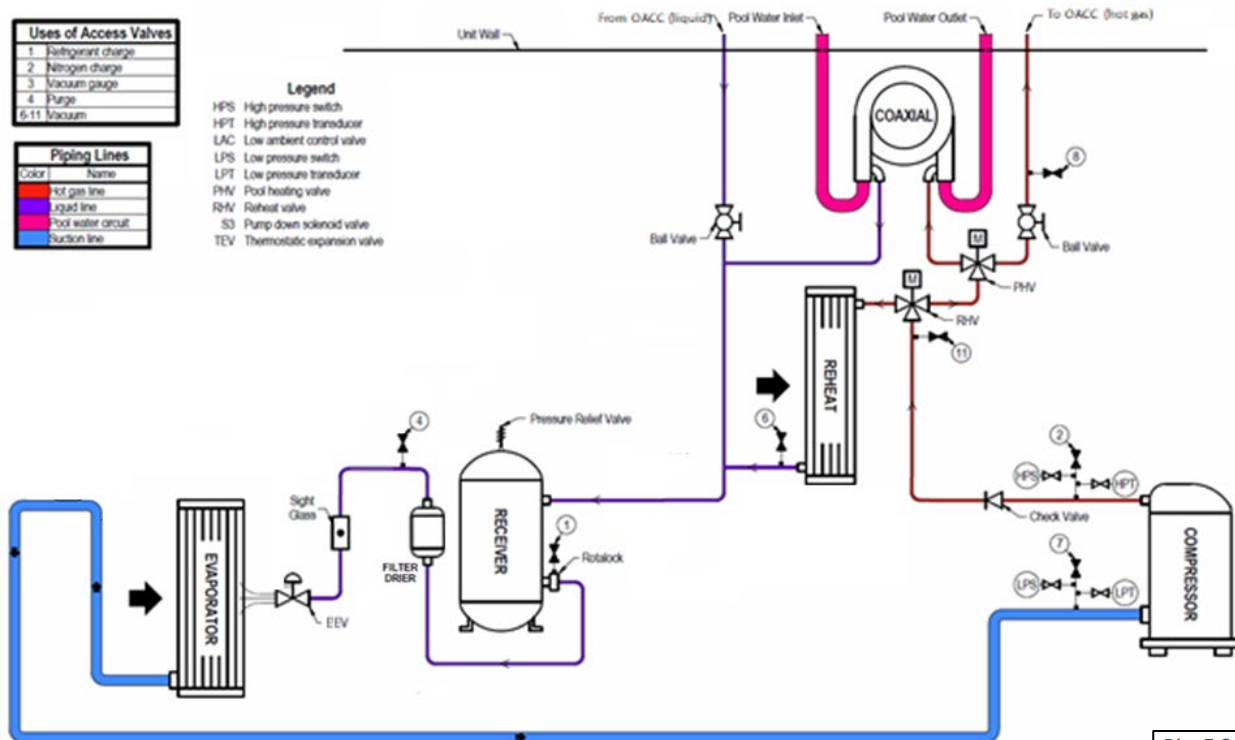 From OACC (liquid)
Pool Water Inlet
Pool Water Outlet
To OACC (hot gas)
Unit Wall
Uses of Access Valves
1 Refrigerant charge
2 Nitrogen charge
3 Vacuum gauge
4 Purge
6-11 Vacuum
Legend
HPS High pressure switch
HPT High pressure transducer
LAC Low ambient control valve
LPS Low pressure switch
LPT Low pressure transducer
PHV Pool heating valve
RHV Reheat valve
S3 Pump down solenoid valve
TEV Thermostatic expansion valve
Piping Lines
Color Name
Hot gas line
Liquid line
Pool water circuit
Suction line
COAXIAL
8
Ball Valve
M
Ball Valve
PHV
M
RHV
11
REHEAT
6
Pressure Relief Valve
4
2
HPS
HPT
Check Valve
Sight
Glass
FILTER
DRIER
RECEIVER
1
Rotalock
EVAPORATOR
EEV
7
LPS
LPT
COMPRESSOR